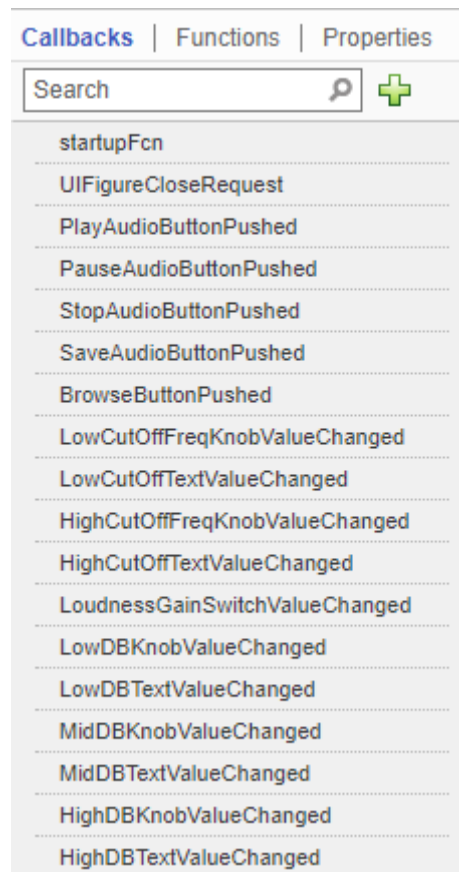 Callbacks | Functions | Properties
Search
startupFcn
UIFigureCloseRequest
PlayAudioButtonPushed
PauseAudioButtonPushed
StopAudioButtonPushed
SaveAudioButtonPushed
BrowseButtonPushed
LowCutOffFreqKnobValueChanged
LowCutOffTextValueChanged
HighCutOffFreqKnobValueChanged
HighCutOffTextValueChanged
LoudnessGainSwitchValueChanged
LowDBKnobValueChanged
LowDBTextValueChanged
MidDBKnobValueChanged
MidDBTextValueChanged
HighDBKnobValueChanged
HighDBTextValueChanged